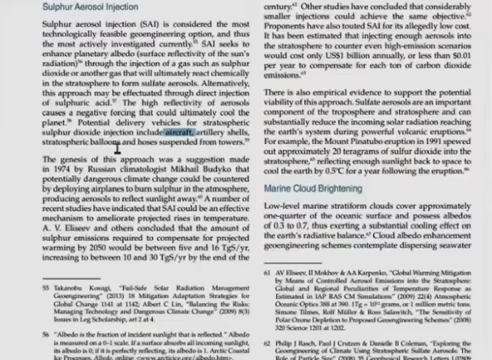 Sulphur Aerosol Injection
Sulphur aerosol injection (SAI) is considered the most
technologically feasible geoengineering option, and thus
the most actively investigated currently.55 SAI seeks to
enhance planetary albedo (surface reflectivity of the sun's
radiation)56 through the injection of a gas such as sulphur
dioxide or another gas that will ultimately react chemically
in the stratosphere to form sulfate aerosols. Alternatively,
this approach may be effectuated through direct injection
of sulphuric acid.57 The high reflectivity of aerosols
causes a negative forcing that could ultimately cool the
planet.58 Potential delivery vehicles for stratospheric
sulphur dioxide injection include aircraft, artillery shells,
stratospheric balloons and hoses suspended from towers.59
The genesis of this approach was a suggestion made
in 1974 by Russian climatologist Mikhail Budyko that
potentially dangerous climate change could be countered
by deploying airplanes to burn sulphur in the atmosphere,
producing aerosols to reflect sunlight away.60 A number of
recent studies have indicated that SAI could be an effective
mechanism to ameliorate projected rises in temperature.
A. V. Eliseev and others concluded that the amount of
sulphur emissions required to compensate for projected
warming by 2050 would be between five and 16 TgS/yr,
increasing to between 10 and 30 TgS/yr by the end of the
55 Takanobu Kosugi, "Fail-Safe Solar Radiation Management
Geoengineering" (2013) 18 Mitigation Adaptation Strategies for
Global Change 1141 at 1142; Albert C Lin, "Balancing the Risks:
Managing Technology and Dangerous Climate Change" (2009) 8(3)
Issues in Leg Scholarship, art 2 at 4.
56 "Albedo is the fraction of incident sunlight that is reflected." Albedo
is measured on a 0–1 scale. If a surface absorbs all incoming sunlight,
its albedo is 0; if it is perfectly reflecting, its albedo is 1. Arctic Coastal
century.61 Other studies have concluded that considerably
smaller injections could achieve the same objective.62
Proponents have also touted SAI for its allegedly low cost.
It has been estimated that injecting enough aerosols into
the stratosphere to counter even high-emission scenarios
would cost only US$1 billion annually, or less than $0.01
per year to compensate for each ton of carbon dioxide
emissions.63
There is also empirical evidence to support the potential
viability of this approach. Sulfate aerosols are an important
component of the troposphere and stratosphere and can
substantially reduce the incoming solar radiation reaching
the earth's system during powerful volcanic eruptions.64
For example, the Mount Pinatubo eruption in 1991 spewed
out approximately 20 teragrams of sulfur dioxide into the
stratosphere,65 reflecting enough sunlight back to space to
cool the earth by 0.5°C for a year following the eruption.66
Marine Cloud Brightening
Low-level marine stratiform clouds cover approximately
one-quarter of the oceanic surface and possess albedos
of 0.3 to 0.7, thus exerting a substantial cooling effect on
the earth's radiative balance.67 Cloud albedo enhancement
geoengineering schemes contemplate dispersing seawater
61 AV Eliseev, II Mokhov & AA Karpenko, "Global Warming Mitigation
by Means of Controlled Aerosol Emissions into the Stratosphere:
Global and Regional Peculiarities of Temperature Response as
Estimated in IAP RAS CM Simulations" (2009) 22(4) Atmospheric
Optics 388 at 390. 1Tg = 10¹² grams, or 1 million metric tons.
Simone Tilmes, Rolf Müller & Ross Salawitch, "The Sensitivity
of Polar Ozone Depletion to Proposed Geoengineering Schemes" (2008)
320 Science 1201 at 1202.
62 Philip J Rasch, Paul J Crutzen & Danielle B Coleman, "Exploring the
Geoengineering of Climate Using Stratospheric Sulfate Aerosols: The